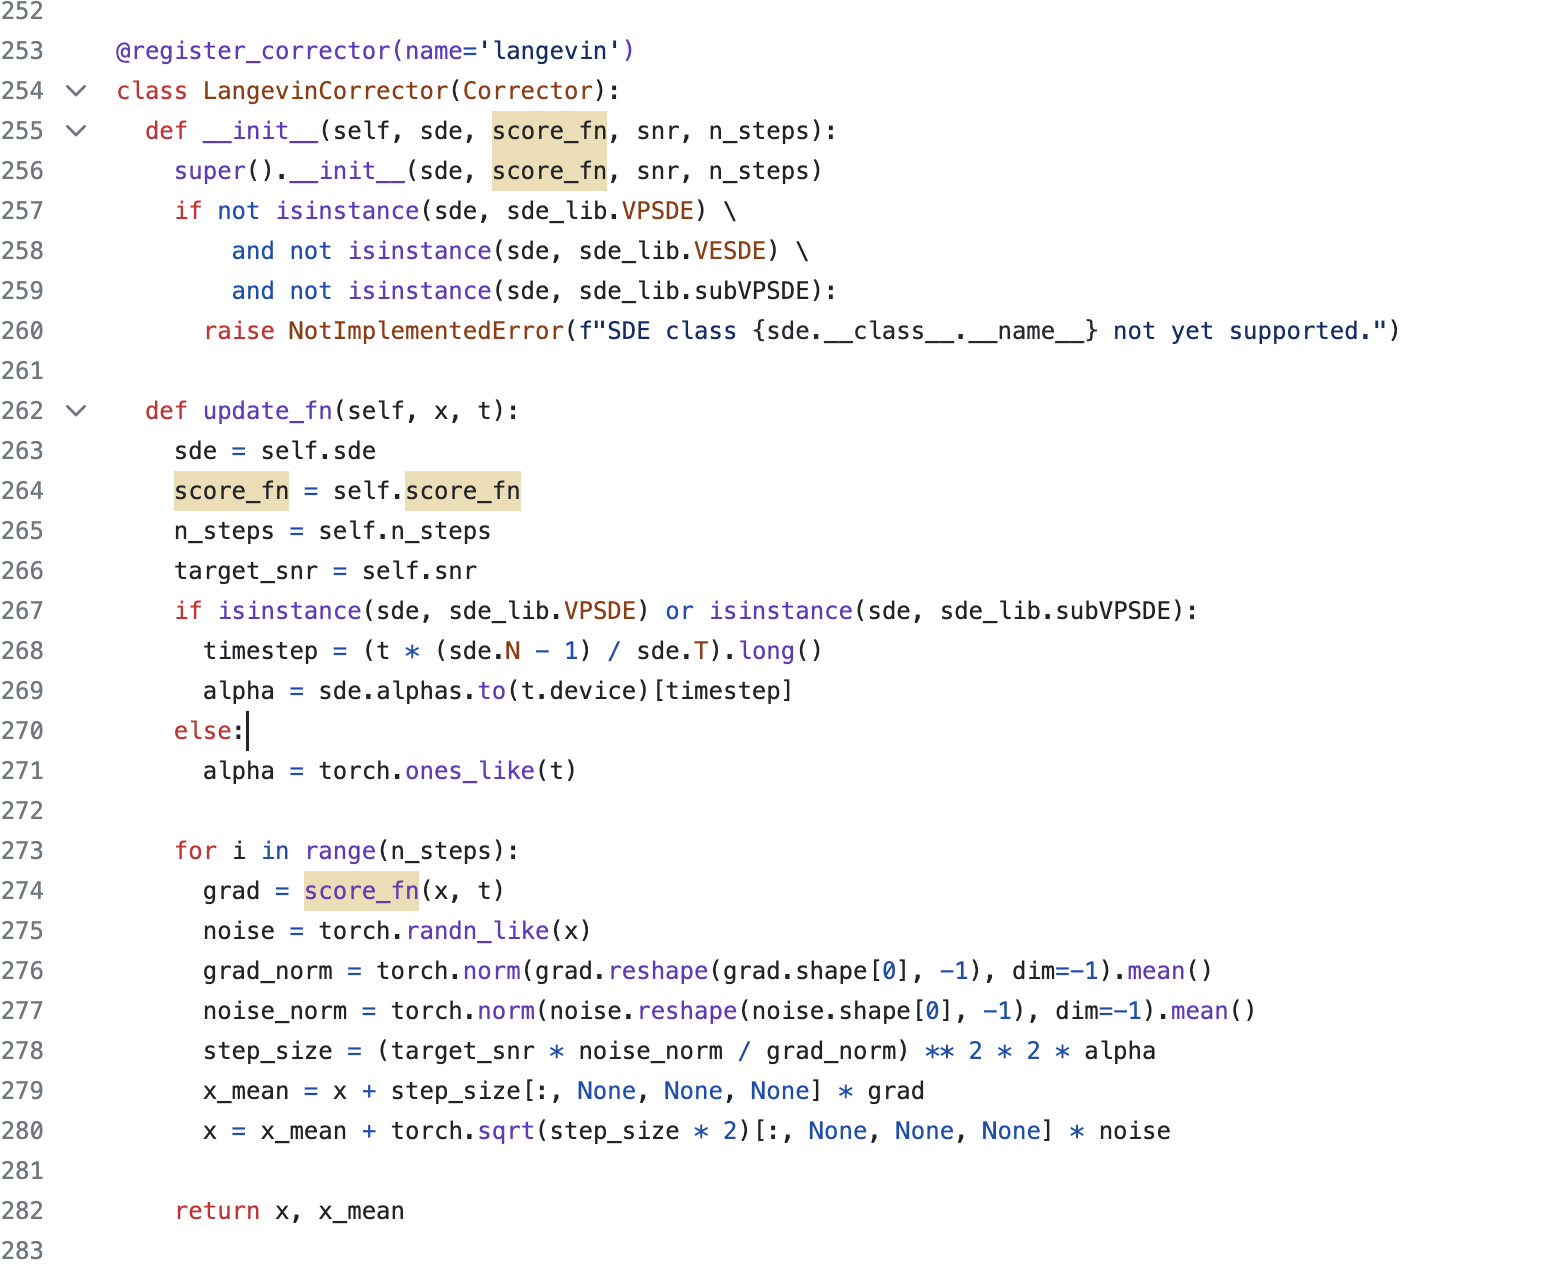 252
253 @register_corrector(name='langevin')
254 class LangevinCorrector(Corrector):
255   def __init__(self, sde, score_fn, snr, n_steps):
256     super().__init__(sde, score_fn, snr, n_steps)
257     if not isinstance(sde, sde_lib.VPSDE) \
258         and not isinstance(sde, sde_lib.VESDE) \
259         and not isinstance(sde, sde_lib.subVPSDE):
260       raise NotImplementedError(f"SDE class {sde.__class__.__name__} not yet supported.")
261
262   def update_fn(self, x, t):
263     sde = self.sde
264     score_fn = self.score_fn
265     n_steps = self.n_steps
266     target_snr = self.snr
267     if isinstance(sde, sde_lib.VPSDE) or isinstance(sde, sde_lib.subVPSDE):
268       timestep = (t * (sde.N - 1) / sde.T).long()
269       alpha = sde.alphas.to(t.device)[timestep]
270     else:
271       alpha = torch.ones_like(t)
272
273     for i in range(n_steps):
274       grad = score_fn(x, t)
275       noise = torch.randn_like(x)
276       grad_norm = torch.norm(grad.reshape(grad.shape[0], -1), dim=-1).mean()
277       noise_norm = torch.norm(noise.reshape(noise.shape[0], -1), dim=-1).mean()
278       step_size = (target_snr * noise_norm / grad_norm) ** 2 * 2 * alpha
279       x_mean = x + step_size[:, None, None, None] * grad
280       x = x_mean + torch.sqrt(step_size * 2)[:, None, None, None] * noise
281
282     return x, x_mean
283